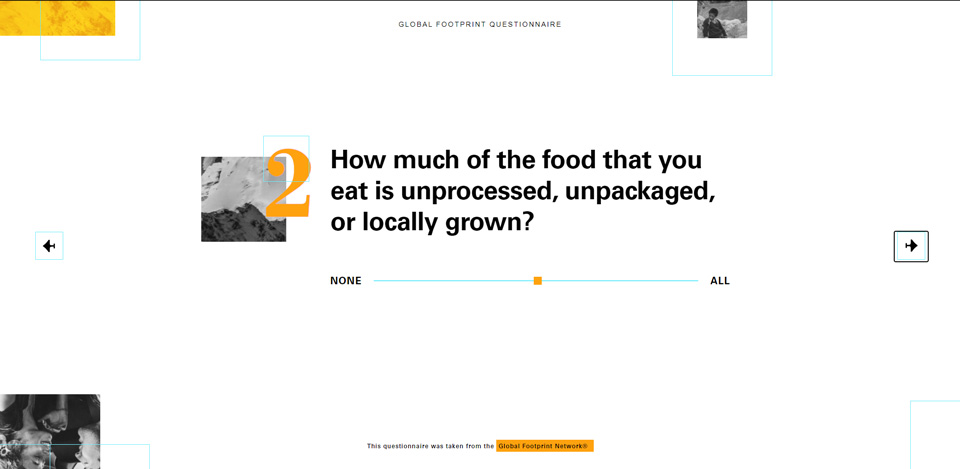 GLOBAL FOOTPRINT QUESTIONNAIRE
2
How much of the food that you
eat is unprocessed, unpackaged,
or locally grown?
NONE
ALL
This questionnaire was taken from the Global Footprint Network®